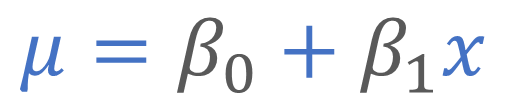 μ = β₀ + β₁x